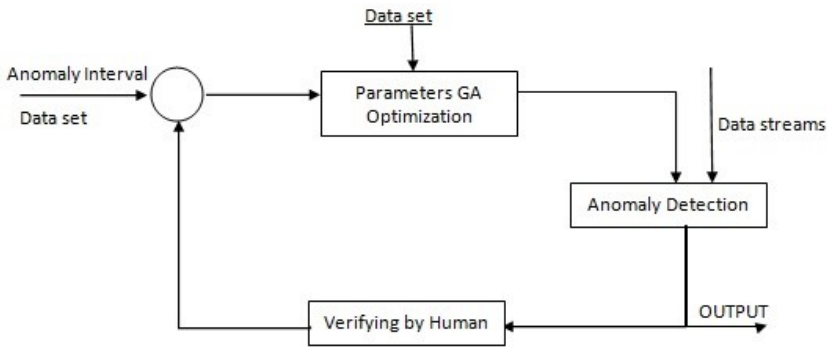 Data set
Anomaly Interval
Data set
Parameters GA
Optimization
Data streams
Anomaly Detection
OUTPUT
Verifying by Human